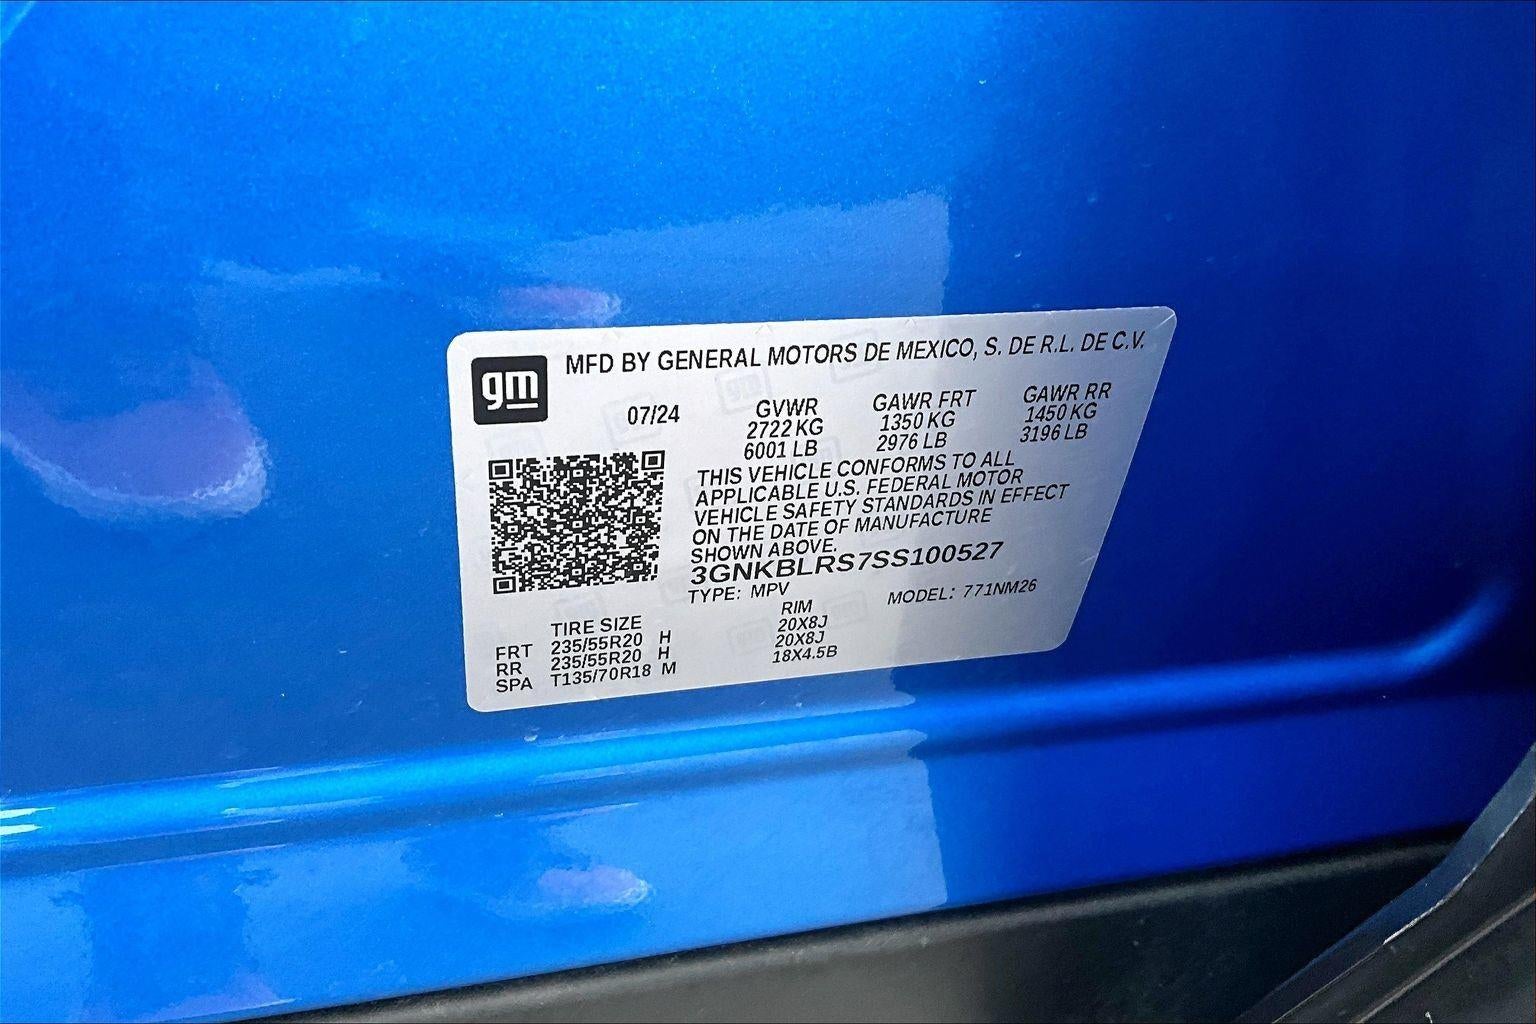 gm
MFD BY GENERAL MOTORS DE MEXICO, S. DE R.L. DE C.V.
07/24 GVWR GAWR FRT GAWR RR
2722 KG 1350 KG 1450 KG
6001 LB 2976 LB 3196 LB
THIS VEHICLE CONFORMS TO ALL
APPLICABLE U.S. FEDERAL MOTOR
VEHICLE SAFETY STANDARDS IN EFFECT
ON THE DATE OF MANUFACTURE
SHOWN ABOVE.
3GNKBLRS7SS100527
TYPE: MPV MODEL: 771NM26
TIRE SIZE RIM
FRT 235/55R20 H 20X8J
RR 235/55R20 H 20X8J
SPA T135/70R18 M 18X4.5B